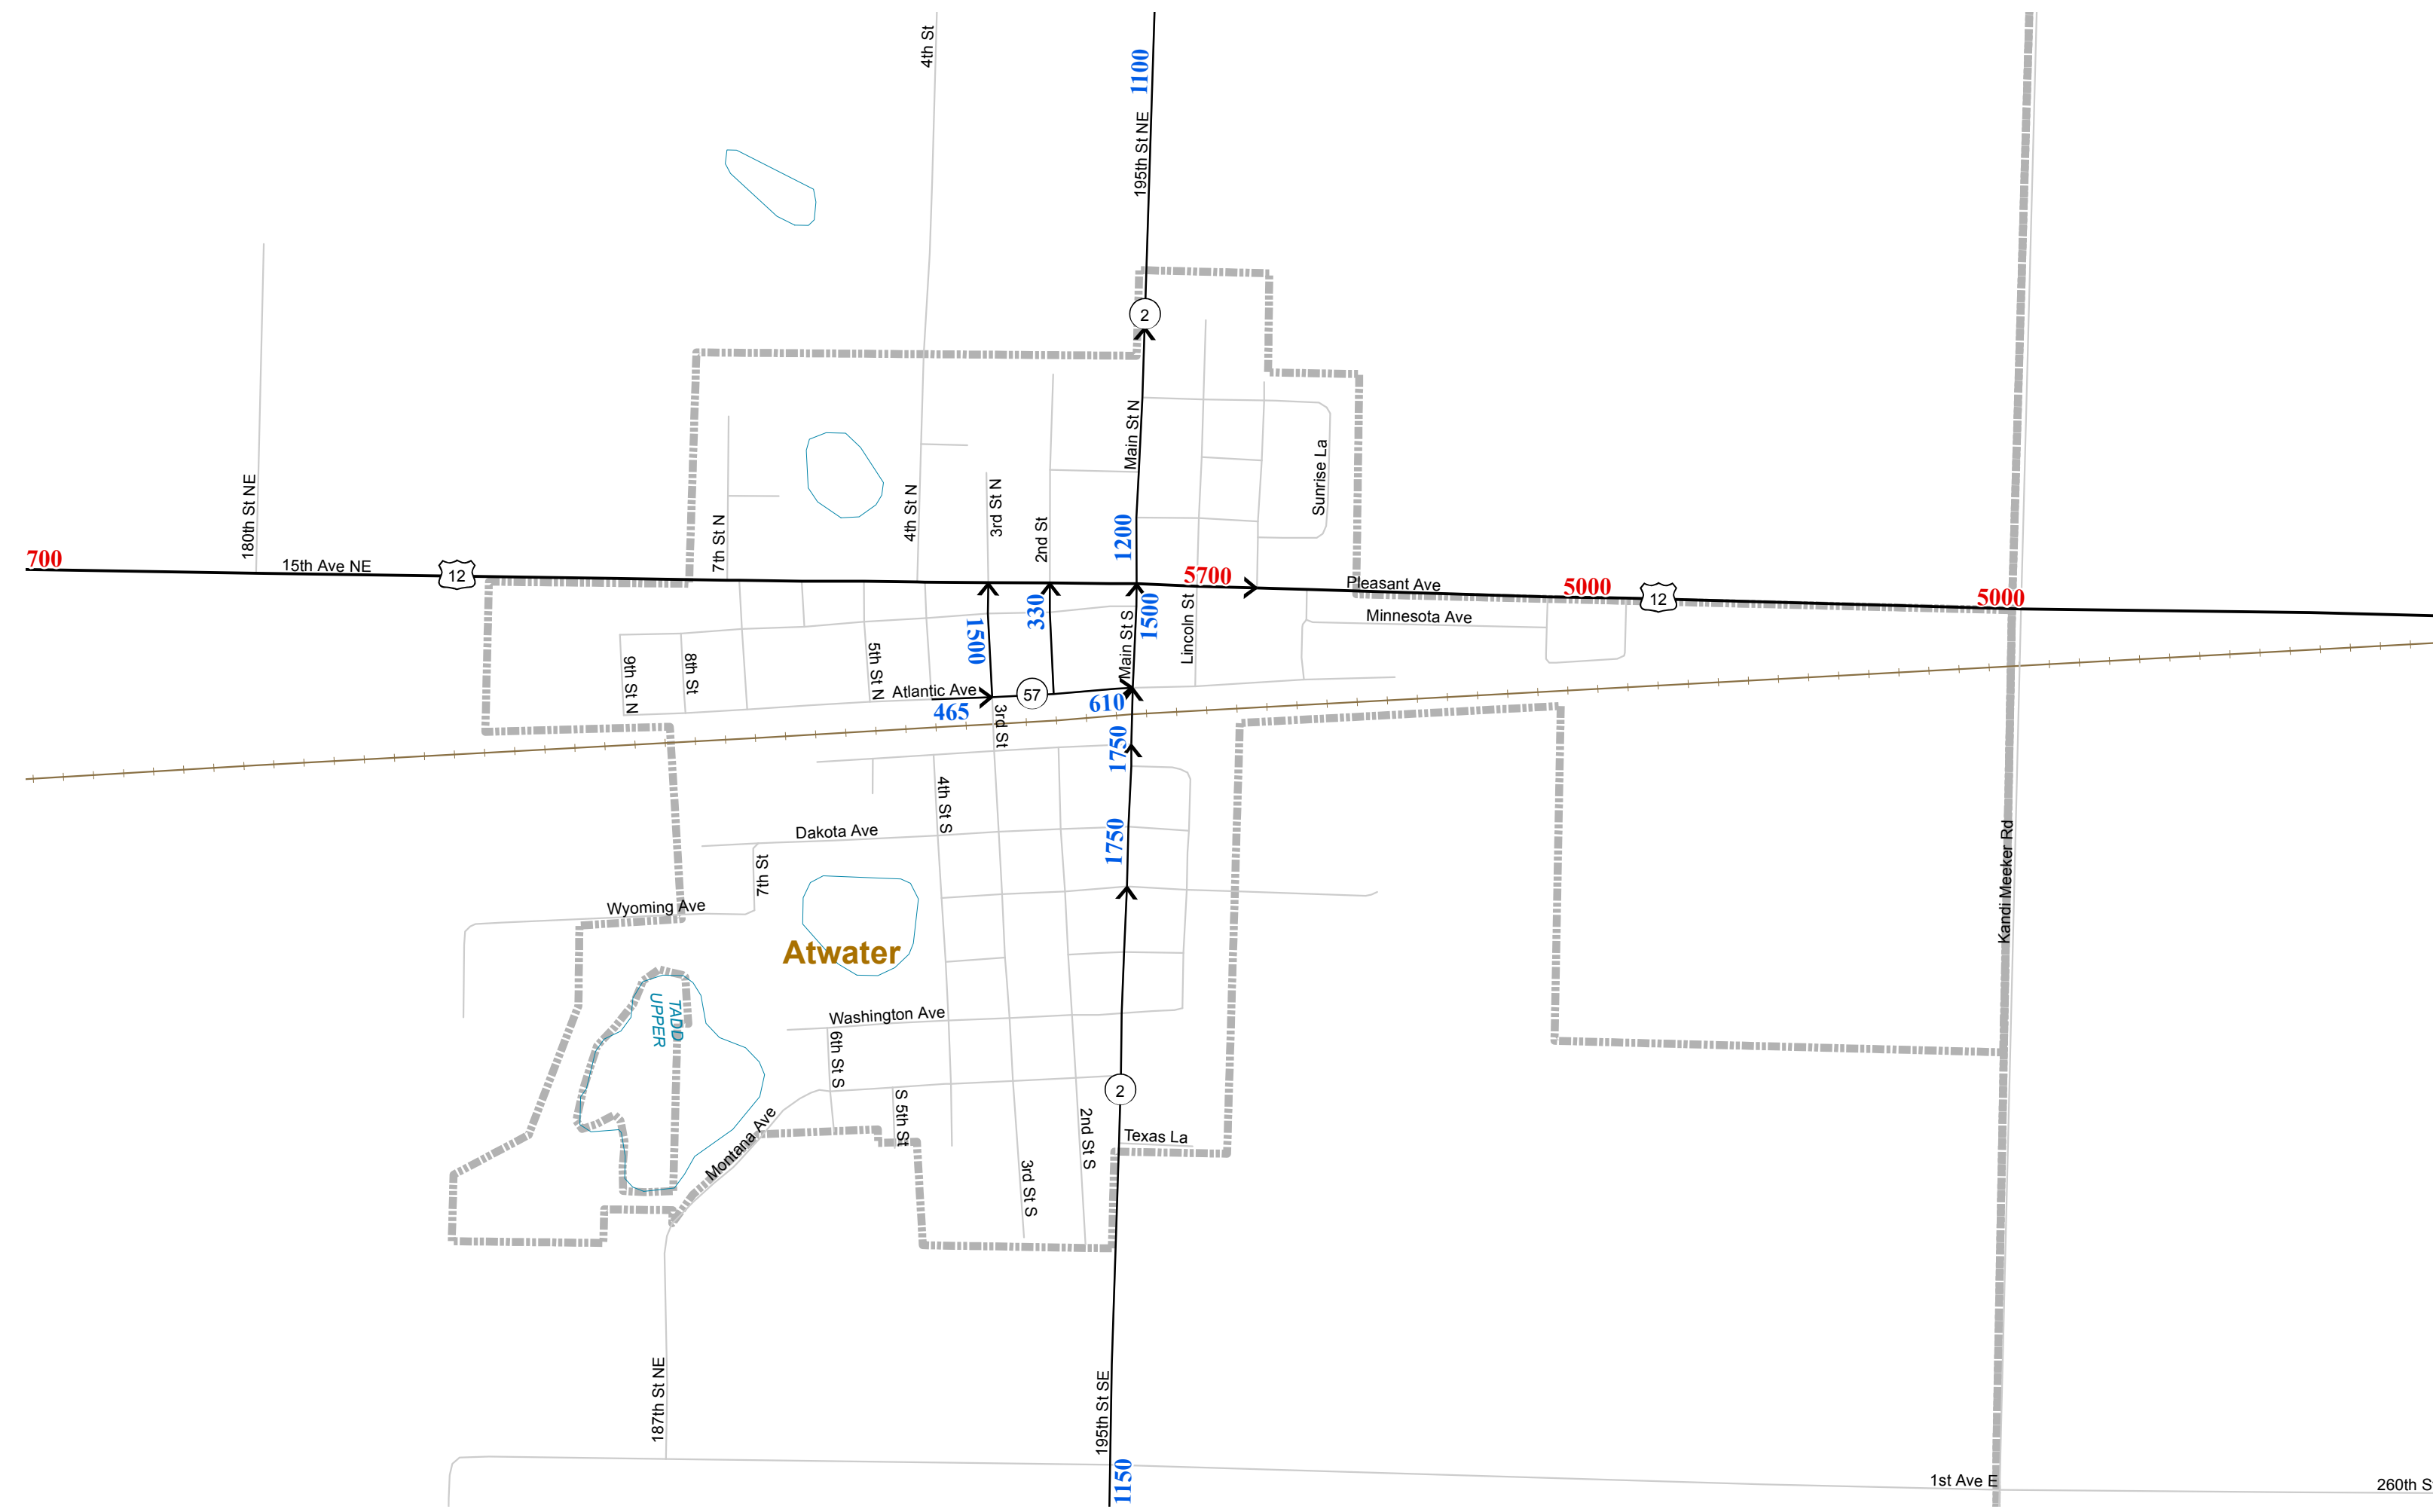 4th St
1100
195th St NE
2
180th St NE
7th St N
4th St N
3rd St N
2nd St
Main St N
1200
Sunrise La
700
15th Ave NE
12
5700
Pleasant Ave
5000
12
5000
Minnesota Ave
1500
330
Main St S
1500
Lincoln St
9th St N
8th St
5th St N
Atlantic Ave
57
465
610
3rd St
1750
4th St S
1750
Dakota Ave
7th St
Kandi Meeker Rd
Wyoming Ave
Atwater
TADD
UPPER
Washington Ave
6th St S
2
S 5th St
2nd St S
Texas La
Montana Ave
3rd St S
187th St NE
195th St SE
1150
1st Ave E
260th S